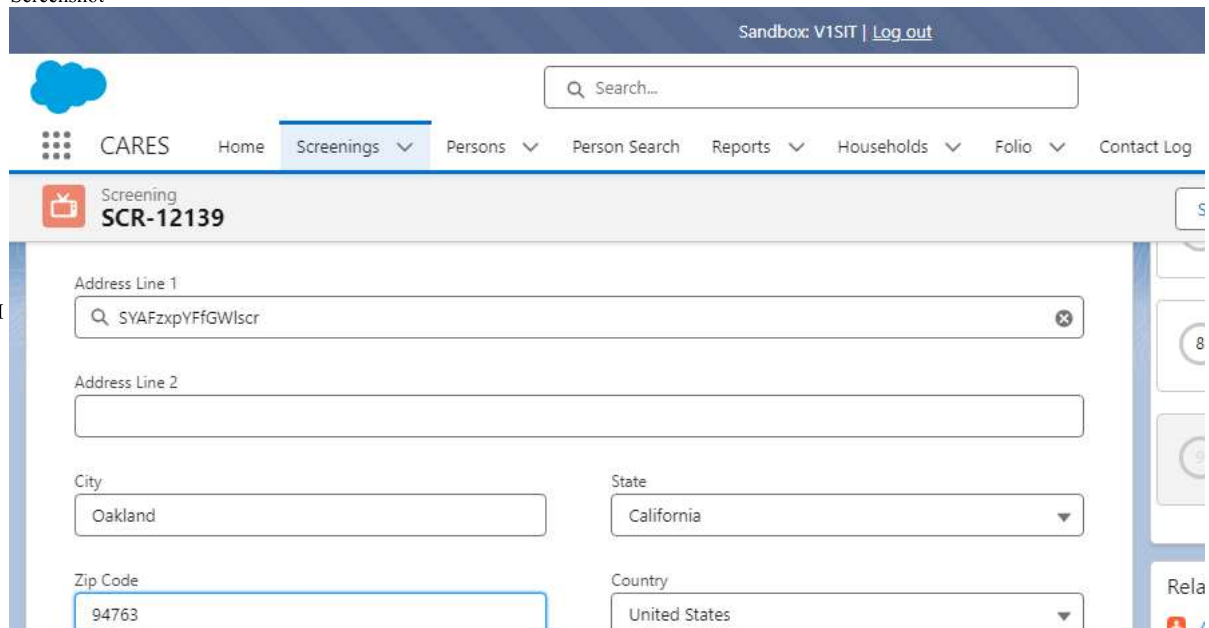 Screenshot
Sandbox: V1SIT | Log out
Search...
CARES Home Screenings Persons Person Search Reports Households Folio Contact Log
Screening
SCR-12139
S
Address Line 1
SYAFzxpYFfGWlscr
8
Address Line 2
9
City State
Oakland California
Zip Code Country
Rela
94763 United States